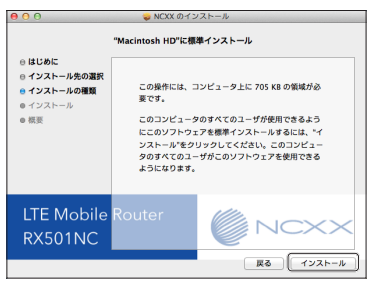 NCXX のインストール
"Macintosh HD"に標準インストール
はじめに
インストール先の選択
インストールの種類
インストール
概要
この操作には、コンピュータ上に 705 KB の領域が必
要です。
このコンピュータのすべてのユーザが使用できるよう
にこのソフトウェアを標準インストールするには、"イ
ンストール"をクリックしてください。このコンピュー
タのすべてのユーザがこのソフトウェアを使用できる
ようになります。
LTE Mobile Router
RX501NC
NCXX
戻る
インストール